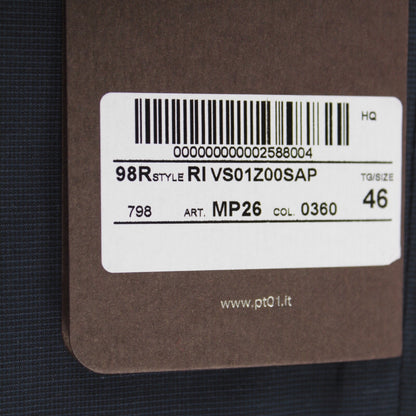 HQ
000000000002588004
98R STYLE RI VS01Z00SAP TG/SIZE
798 ART. MP26 COL. 0360 46
www.pt01.it